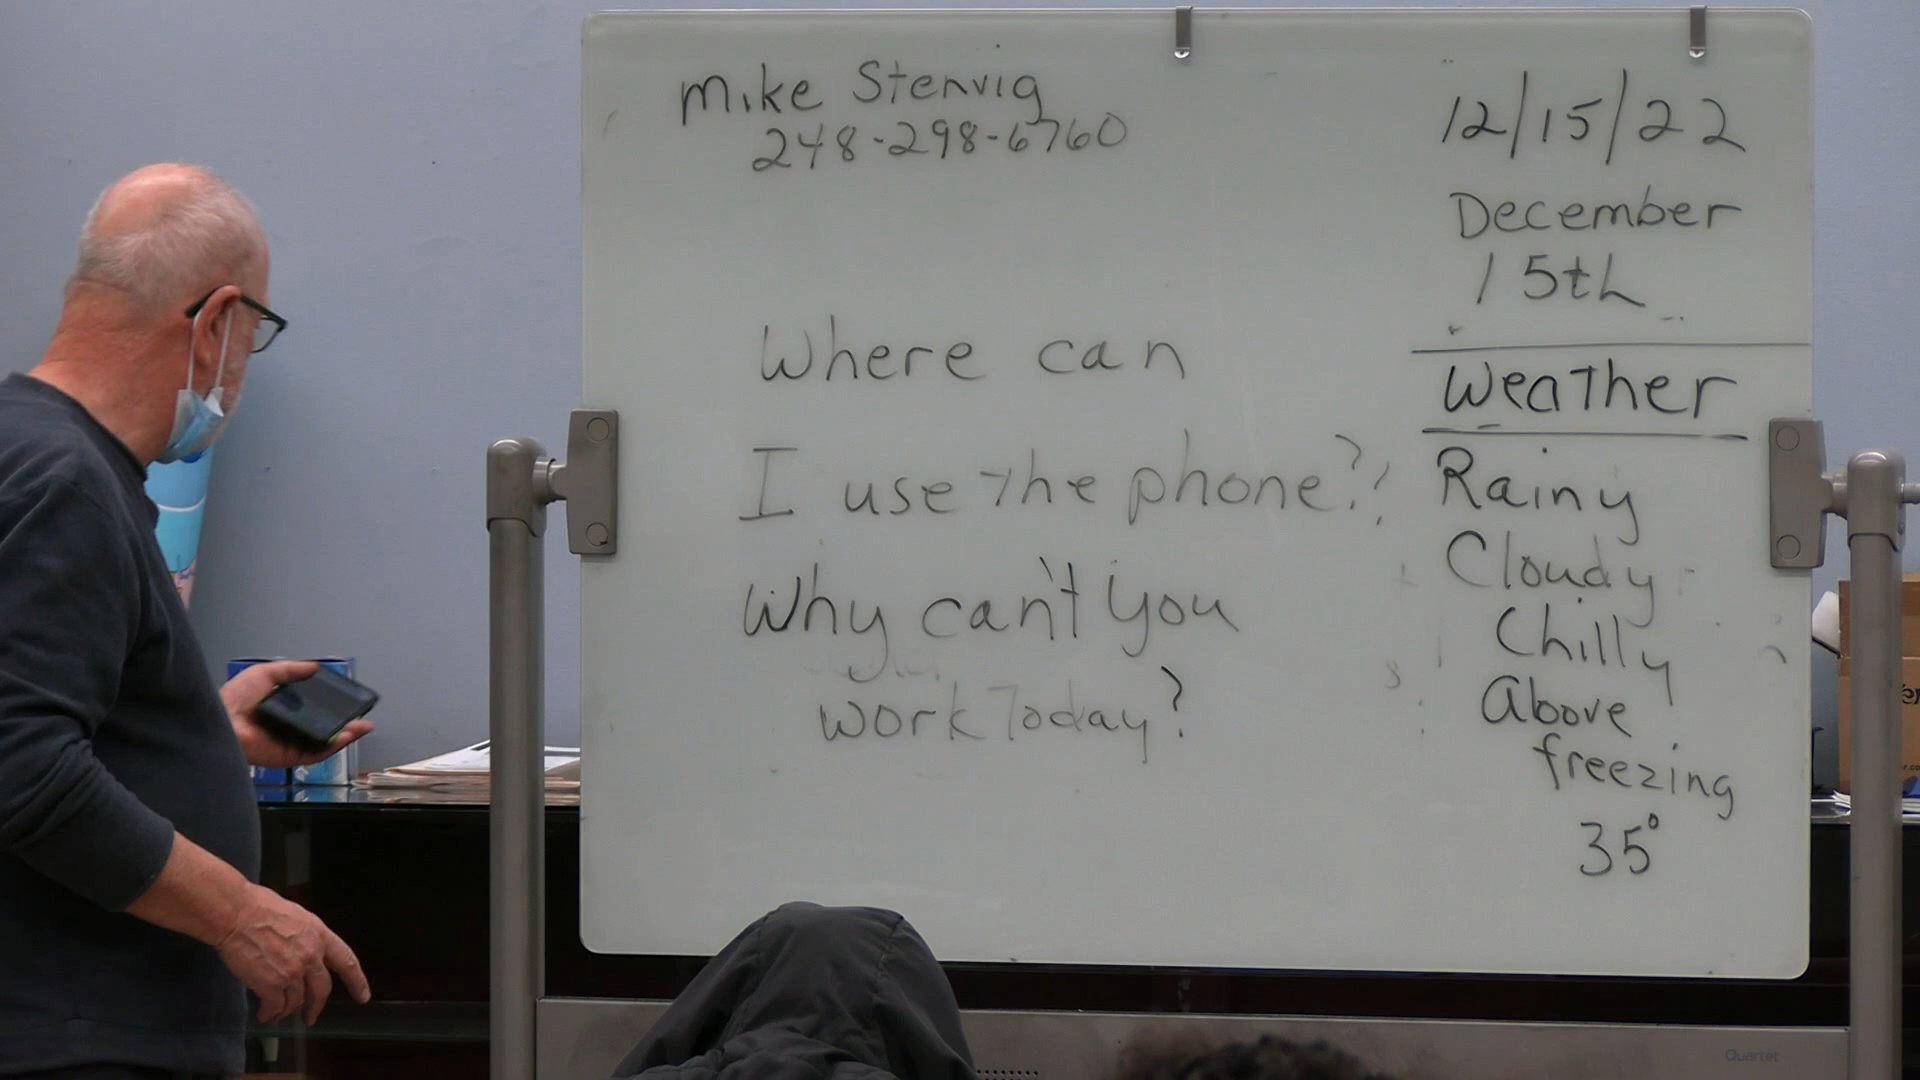 Mike Stenvig
248-298-6760
Where can
I use the phone?
Why can't you
work Today?
12/15/22
December
15th
Weather
Rainy
Cloudy
Chilly
Above
freezing
35°
Quartet